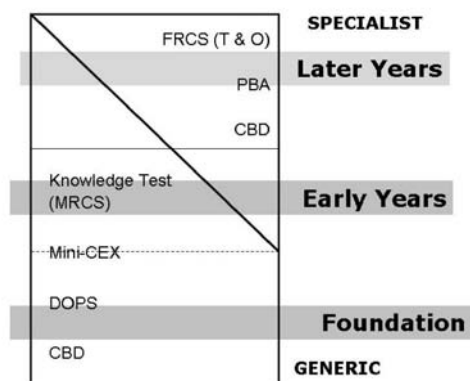 SPECIALIST
FRCS (T & O)
Later Years
PBA
CBD
Knowledge Test
(MRCS)
Early Years
Mini-CEX
DOPS
Foundation
CBD
GENERIC